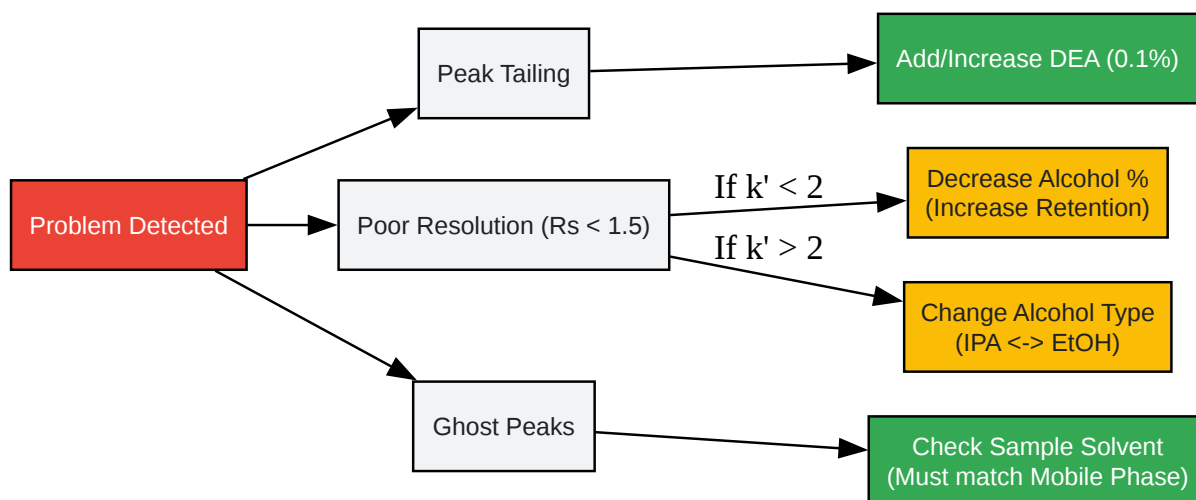 Problem Detected
Peak Tailing
Add/Increase DEA (0.1%)
Poor Resolution (Rs < 1.5)
If k' < 2
Decrease Alcohol %
(Increase Retention)
If k' > 2
Change Alcohol Type
(IPA <-> EtOH)
Ghost Peaks
Check Sample Solvent
(Must match Mobile Phase)